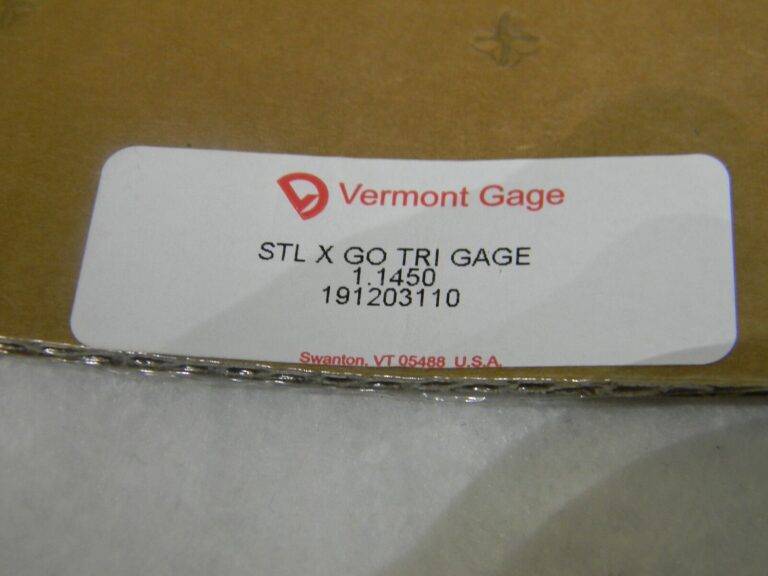 Vermont Gage
STL X GO TRI GAGE
1.1450
191203110
Swanton, VT 05488 U.S.A.